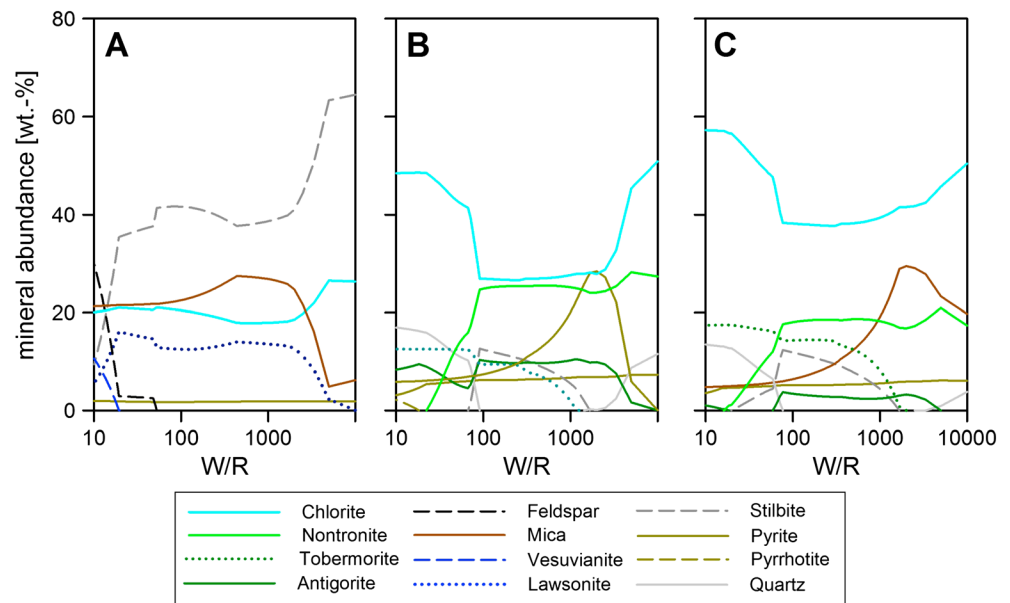 80
60
40
20
0
mineral abundance [wt.-%]
A
B
C
10 100 1000
10 100 1000
10 100 1000 10000
W/R W/R W/R
Chlorite Feldspar Stilbite
Nontronite Mica Pyrite
Tobermorite Vesuvianite Pyrrhotite
Antigorite Lawsonite Quartz